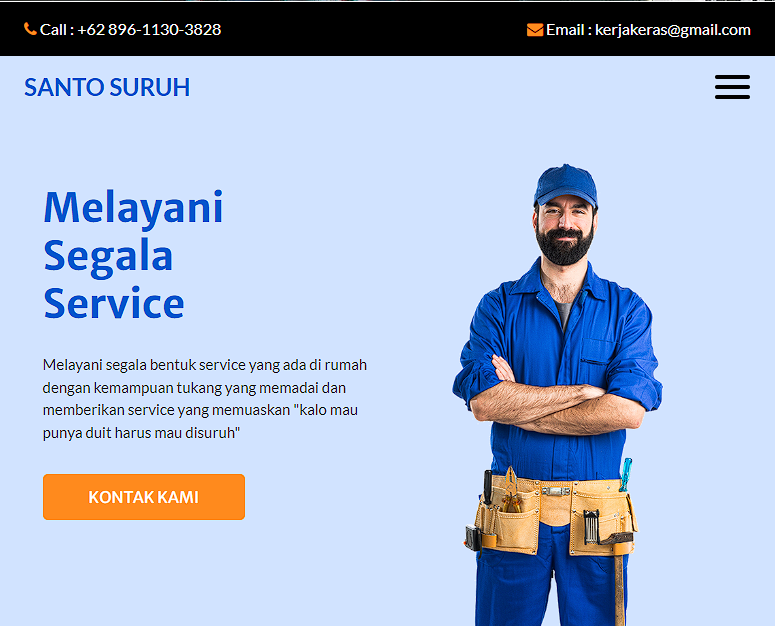 Call : +62 896-1130-3828
Email : kerjakeras@gmail.com
SANTO SURUH
Melayani
Segala
Service
Melayani segala bentuk service yang ada di rumah
dengan kemampuan tukang yang memadai dan
memberikan service yang memuaskan "kalo mau
punya duit harus mau disuruh"
KONTAK KAMI